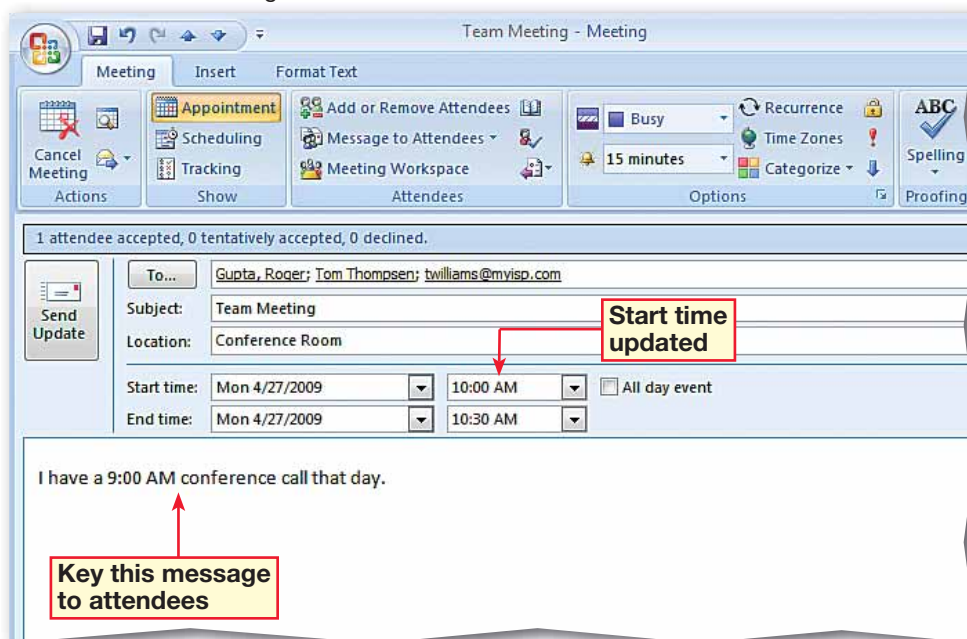 Team Meeting - Meeting
Meeting Insert Format Text
Appointment Add or Remove Attendees Busy Recurrence ABC
Scheduling Message to Attendees Time Zones
Cancel Meeting Tracking Meeting Workspace 15 minutes Categorize Spelling
Actions Show Attendees Options Proofing
1 attendee accepted, 0 tentatively accepted, 0 declined.
To... Gupta, Roger; Tom Thompsen; twilliams@myisp.com
Send Update
Subject: Team Meeting
Location: Conference Room
Start time updated
Start time: Mon 4/27/2009 10:00 AM All day event
End time: Mon 4/27/2009 10:30 AM
I have a 9:00 AM conference call that day.
Key this message
to attendees